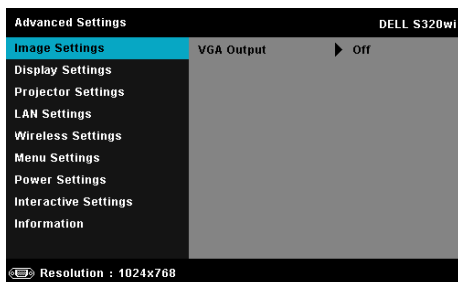 Advanced Settings DELL S320wi
Image Settings VGA Output Off
Display Settings
Projector Settings
LAN Settings
Wireless Settings
Menu Settings
Power Settings
Interactive Settings
Information
Resolution : 1024x768